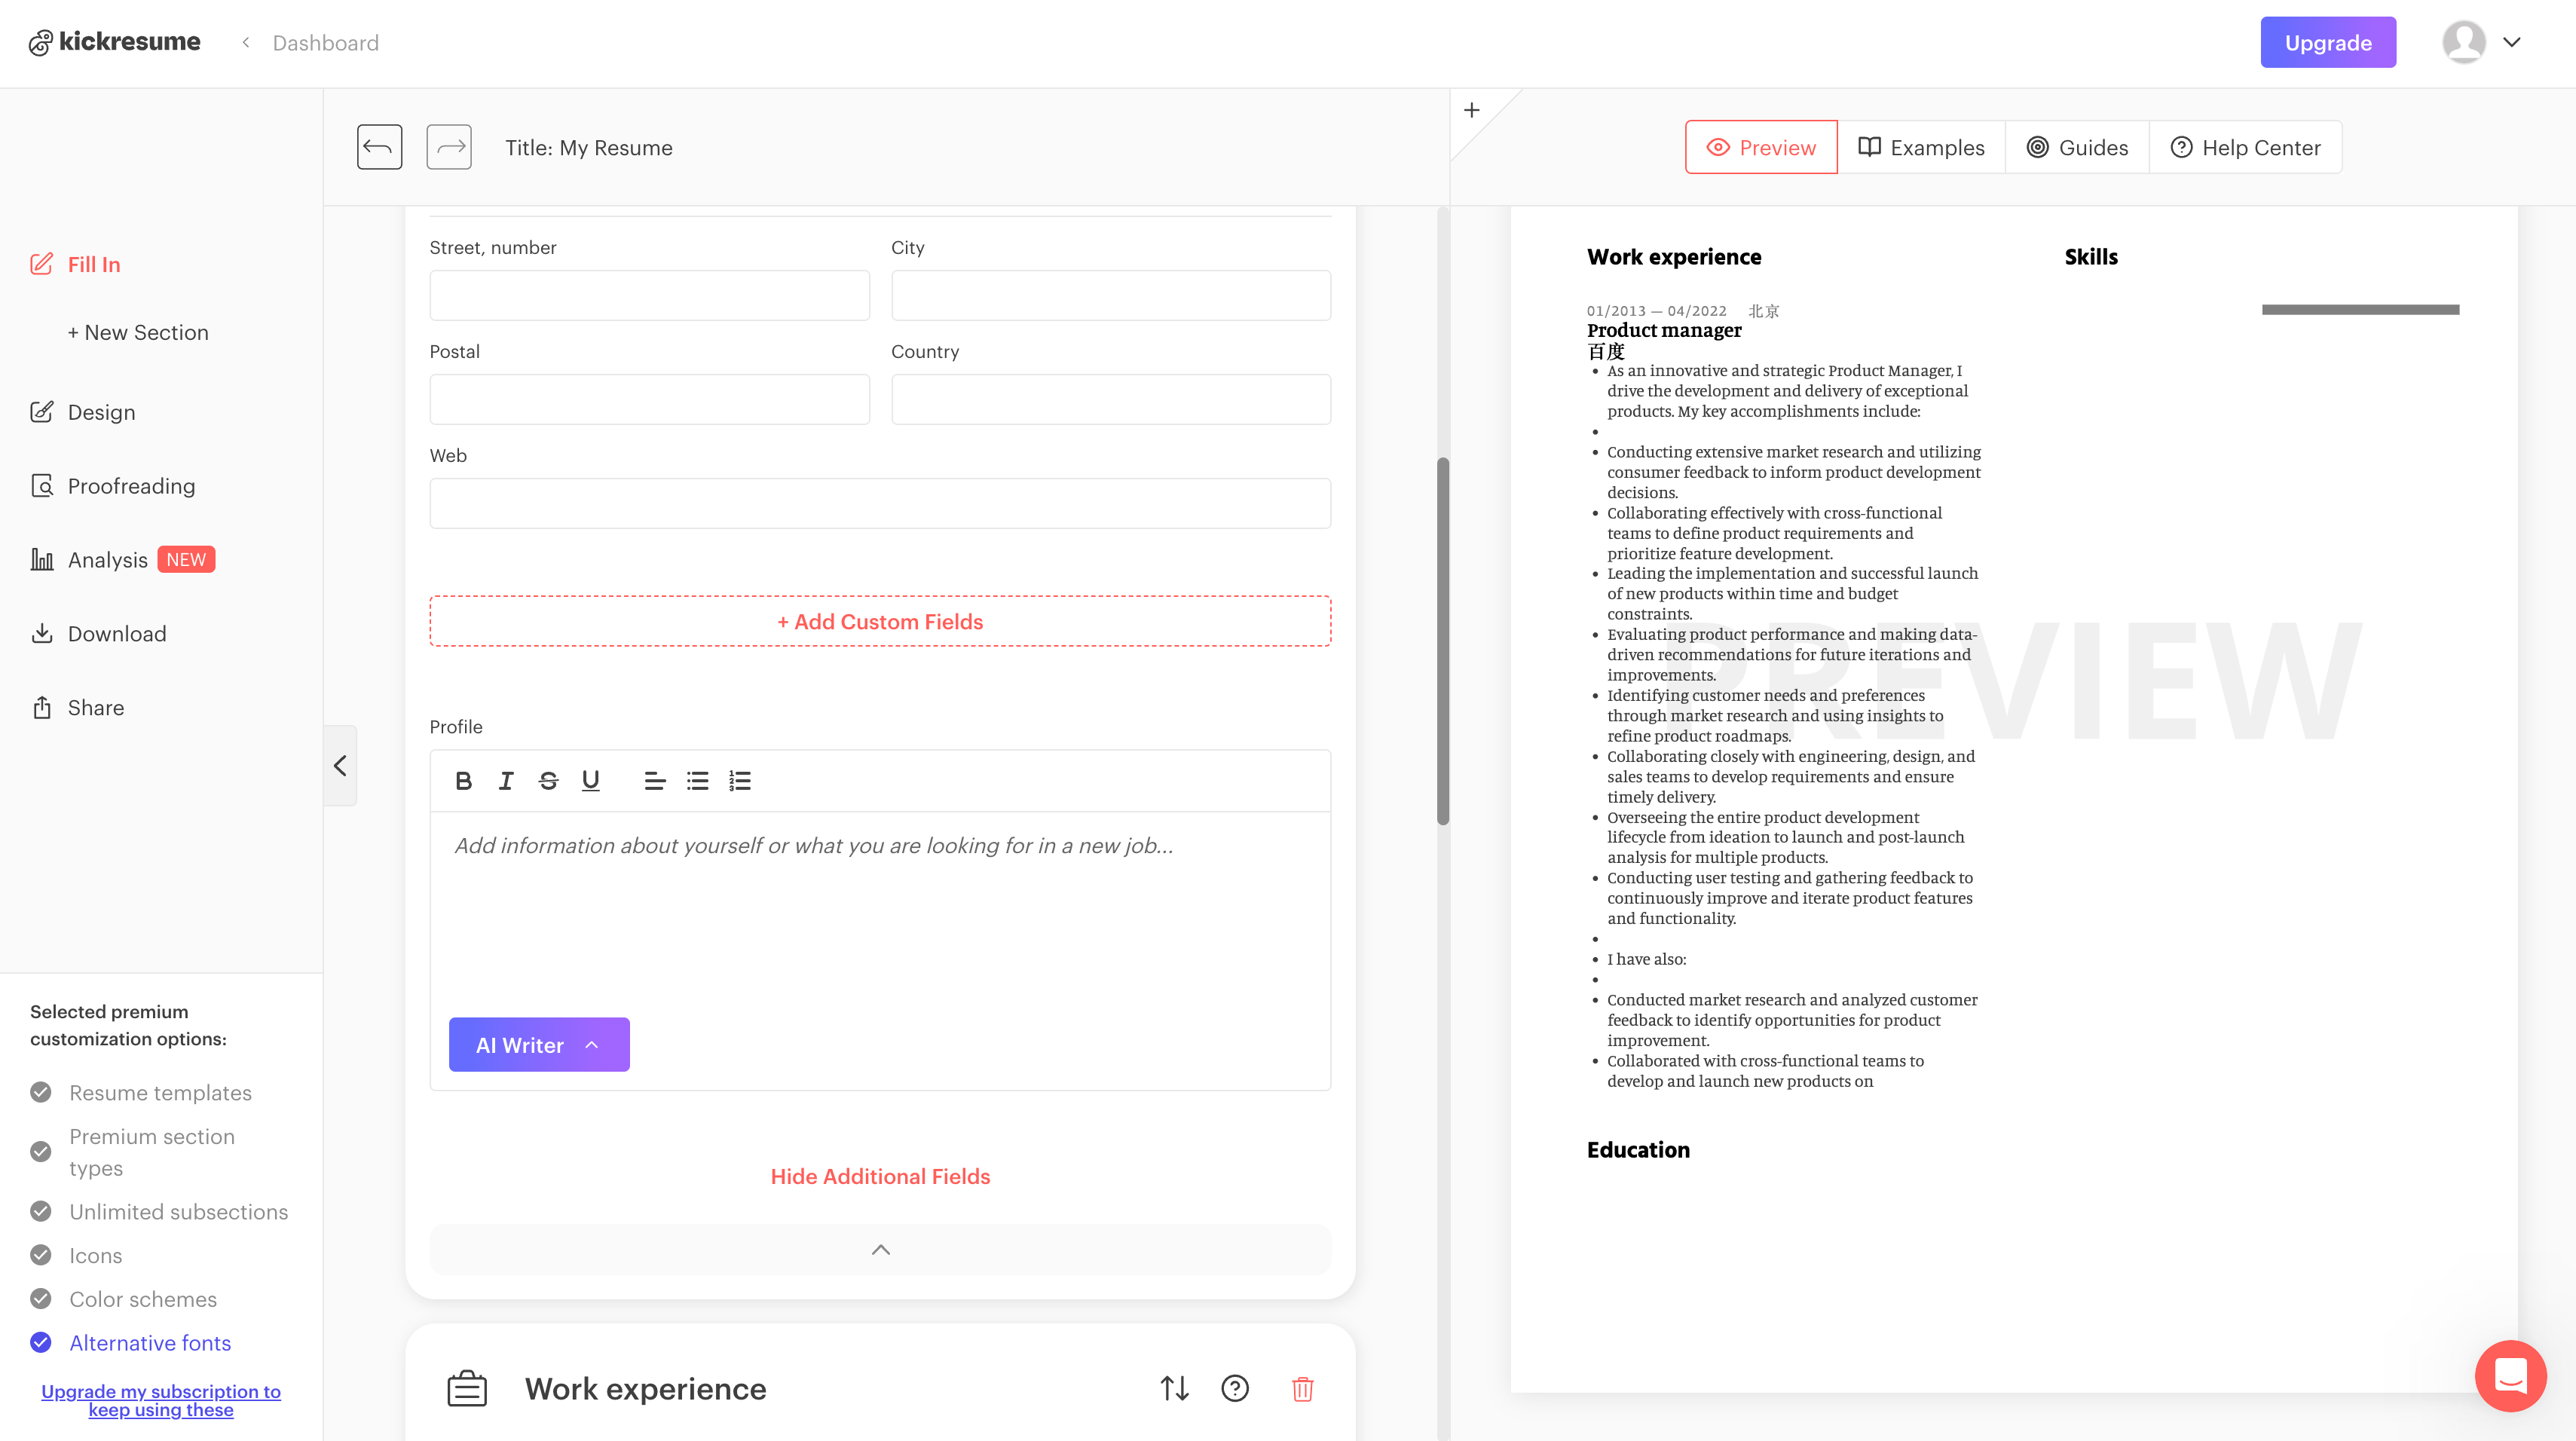 kickresume
Dashboard
Upgrade
Title: My Resume
Preview
Examples
Guides
Help Center
Fill In
+ New Section
Design
Proofreading
Analysis NEW
Download
Share
Selected premium
customization options:
Resume templates
Premium section
types
Unlimited subsections
Icons
Color schemes
Alternative fonts
Upgrade my subscription to
keep using these
Street, number
City
Postal
Country
Web
+ Add Custom Fields
Profile
Add information about yourself or what you are looking for in a new job...
AI Writer
Hide Additional Fields
Work experience
Work experience
Skills
01/2013 — 04/2022 北京
Product manager
百度
• As an innovative and strategic Product Manager, I
drive the development and delivery of exceptional
products. My key accomplishments include:
•
• Conducting extensive market research and utilizing
consumer feedback to inform product development
decisions.
• Collaborating effectively with cross-functional
teams to define product requirements and
prioritize feature development.
• Leading the implementation and successful launch
of new products within time and budget
constraints.
• Evaluating product performance and making data-
driven recommendations for future iterations and
improvements.
• Identifying customer needs and preferences
through market research and using insights to
refine product roadmaps.
• Collaborating closely with engineering, design, and
sales teams to develop requirements and ensure
timely delivery.
• Overseeing the entire product development
lifecycle from ideation to launch and post-launch
analysis for multiple products.
• Conducting user testing and gathering feedback to
continuously improve and iterate product features
and functionality.
•
• I have also:
•
• Conducted market research and analyzed customer
feedback to identify opportunities for product
improvement.
• Collaborated with cross-functional teams to
develop and launch new products on
Education
PREVIEW